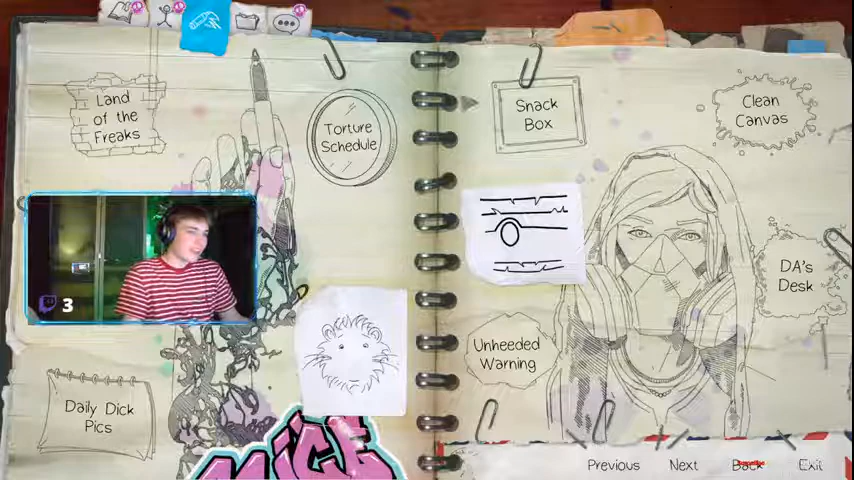 Land
of the
Freaks
Torture
Schedule
Snack
Box
Clean
Canvas
3
DA's
Desk
Unheeded
Warning
Daily Dick
Pics
NICE
Previous
Next
Back
Exit